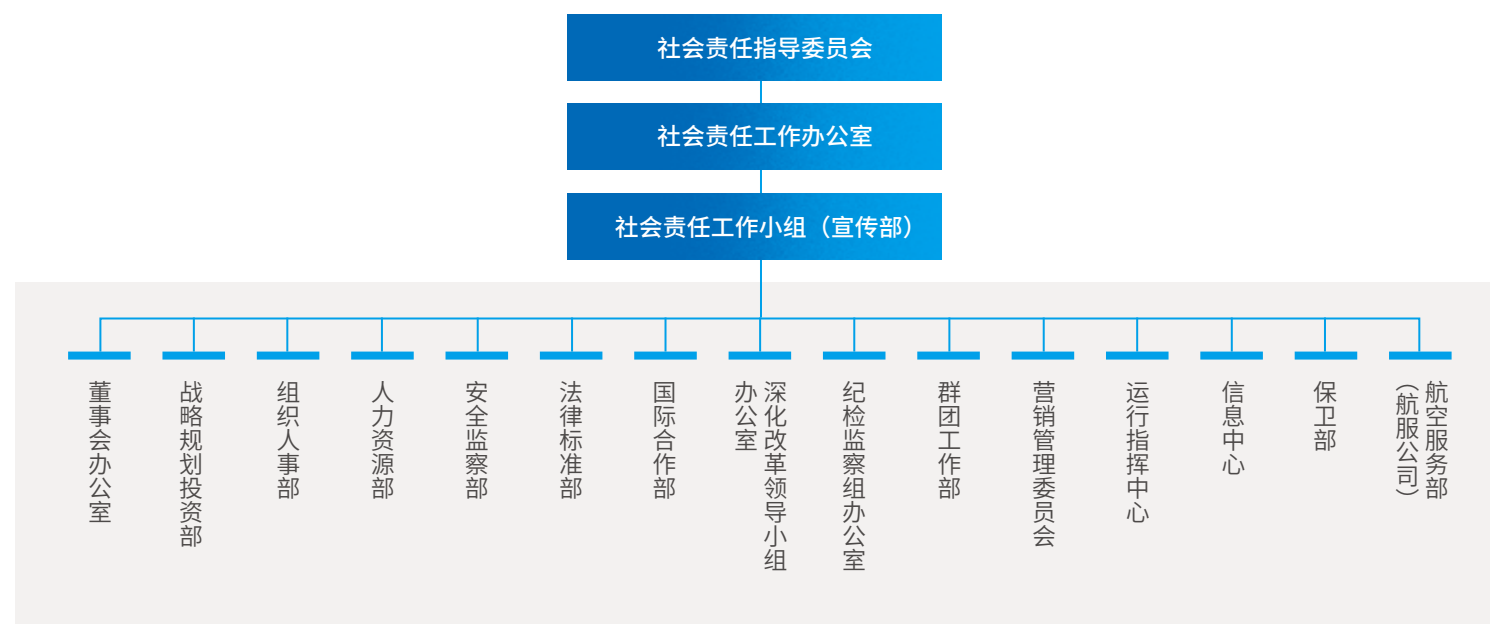 社会责任指导委员会
社会责任工作办公室
社会责任工作小组（宣传部）
董事会办公室
战略规划投资部
组织人事部
人力资源部
安全监察部
法律标准部
国际合作部
深化改革领导小组
办公室
纪检监察组办公室
群团工作部
营销管理委员会
运行指挥中心
信息中心
保卫部
航空服务部
（航服公司）